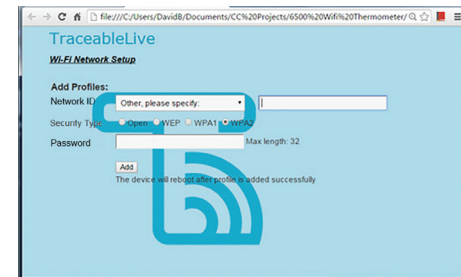 file:///C:/Users/DavidB/Documents/CC%20Projects/6500%20Wifi%20Thermometer/
TraceableLive
Wi-Fi Network Setup
Add Profiles:
Network ID Other, please specify:
Security Type Open WEP WPA1 WPA2
Password Max length: 32
Add
The device will reboot after profile is added successfully